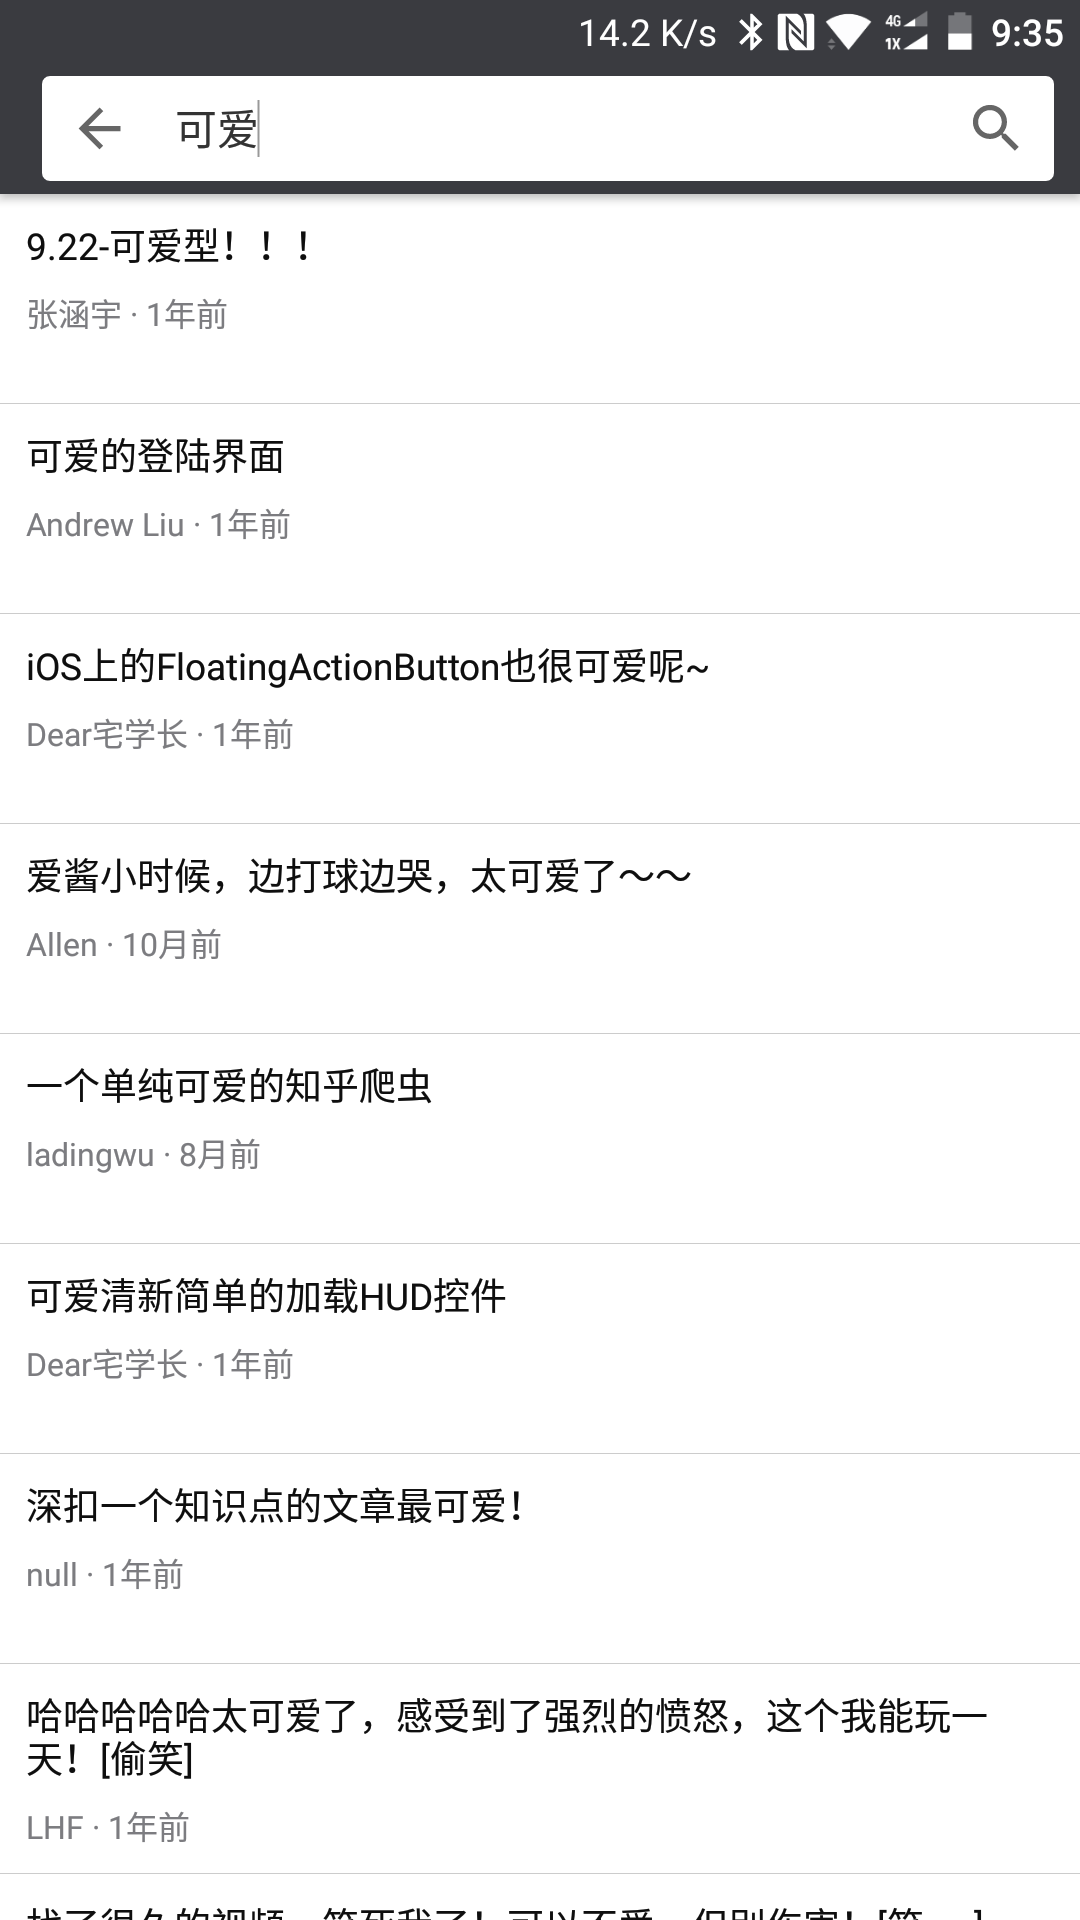 14.2 K/s 4G 1X 9:35
可爱
9.22-可爱型！！！
张涵宇 · 1年前
可爱的登陆界面
Andrew Liu · 1年前
iOS上的FloatingActionButton也很可爱呢~
Dear宅学长 · 1年前
爱酱小时候，边打球边哭，太可爱了～～
Allen · 10月前
一个单纯可爱的知乎爬虫
ladingwu · 8月前
可爱清新简单的加载HUD控件
Dear宅学长 · 1年前
深扣一个知识点的文章最可爱！
null · 1年前
哈哈哈哈哈太可爱了，感受到了强烈的愤怒，这个我能玩一
天！[偷笑]
LHF · 1年前